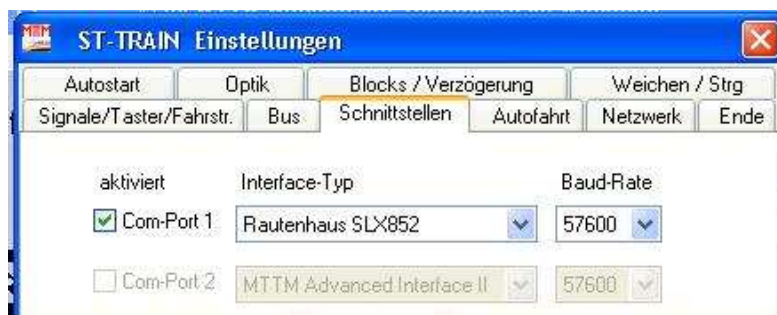 ST-TRAIN Einstellungen
Autostart Optik Blocks / Verzögerung Weichen / Strg
Signale/Taster/Fahrstr. Bus Schnittstellen Autofahrt Netzwerk Ende
aktiviert Interface-Typ Baud-Rate
Com-Port 1 Rautenhaus SLX852 57600
Com-Port 2 MTTM Advanced Interface II 57600